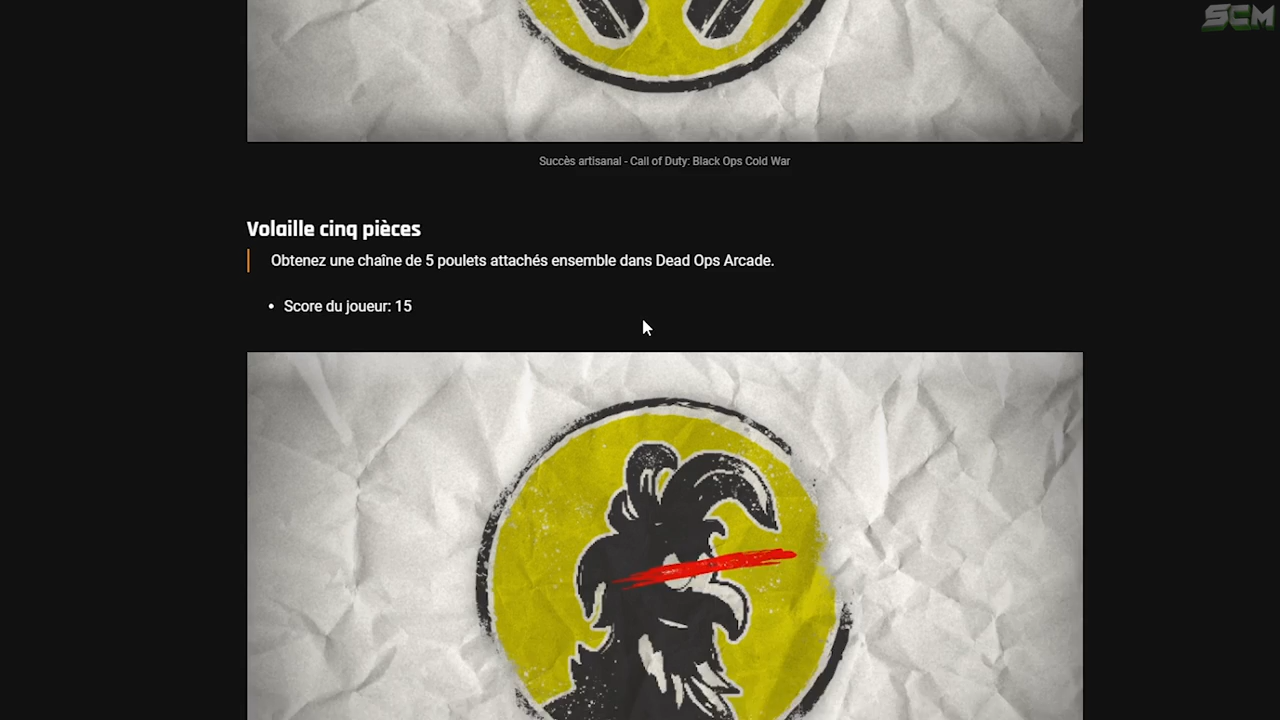 SCM
Succès artisanal - Call of Duty: Black Ops Cold War
Volaille cinq pièces
Obtenez une chaîne de 5 poulets attachés ensemble dans Dead Ops Arcade.
• Score du joueur: 15